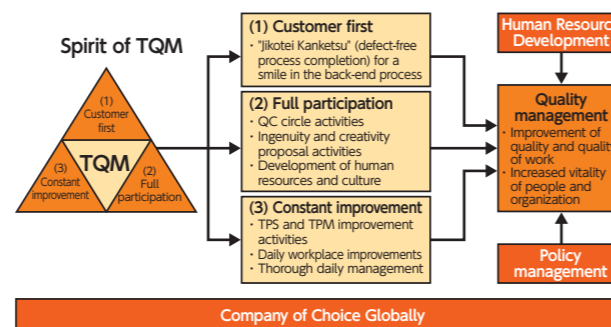 Spirit of TQM
(1)
Customer
first
TQM
(3)
Constant
improvement
(2)
Full
participation
(1) Customer first
· "Jikotei Kanketsu" (defect-free
process completion) for a
smile in the back-end process
(2) Full participation
· QC circle activities
· Ingenuity and creativity
proposal activities
· Development of human
resources and culture
(3) Constant improvement
· TPS and TPM improvement
activities
· Daily workplace improvements
· Thorough daily management
Human Resource
Development
Quality
management
· Improvement of
quality and quality
of work
· Increased vitality
of people and
organization
Policy
management
Company of Choice Globally